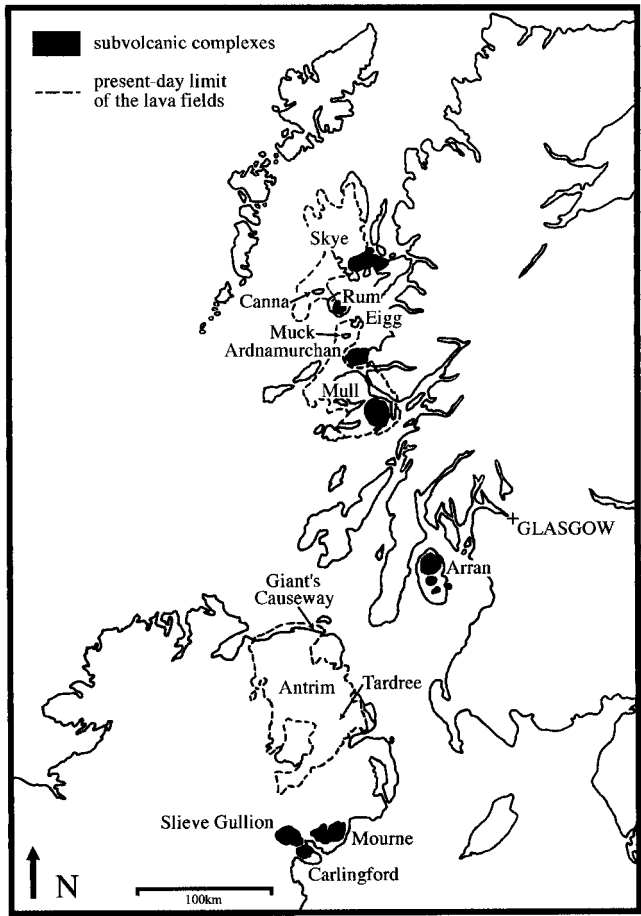 subvolcanic complexes
present-day limit
of the lava fields
Skye
Canna
Rum
Eigg
Muck
Ardnamurchan
Mull
GLASGOW
Arran
Giant's
Causeway
Antrim
Tardree
Slieve Gullion
Mourne
Carlingford
N
100km